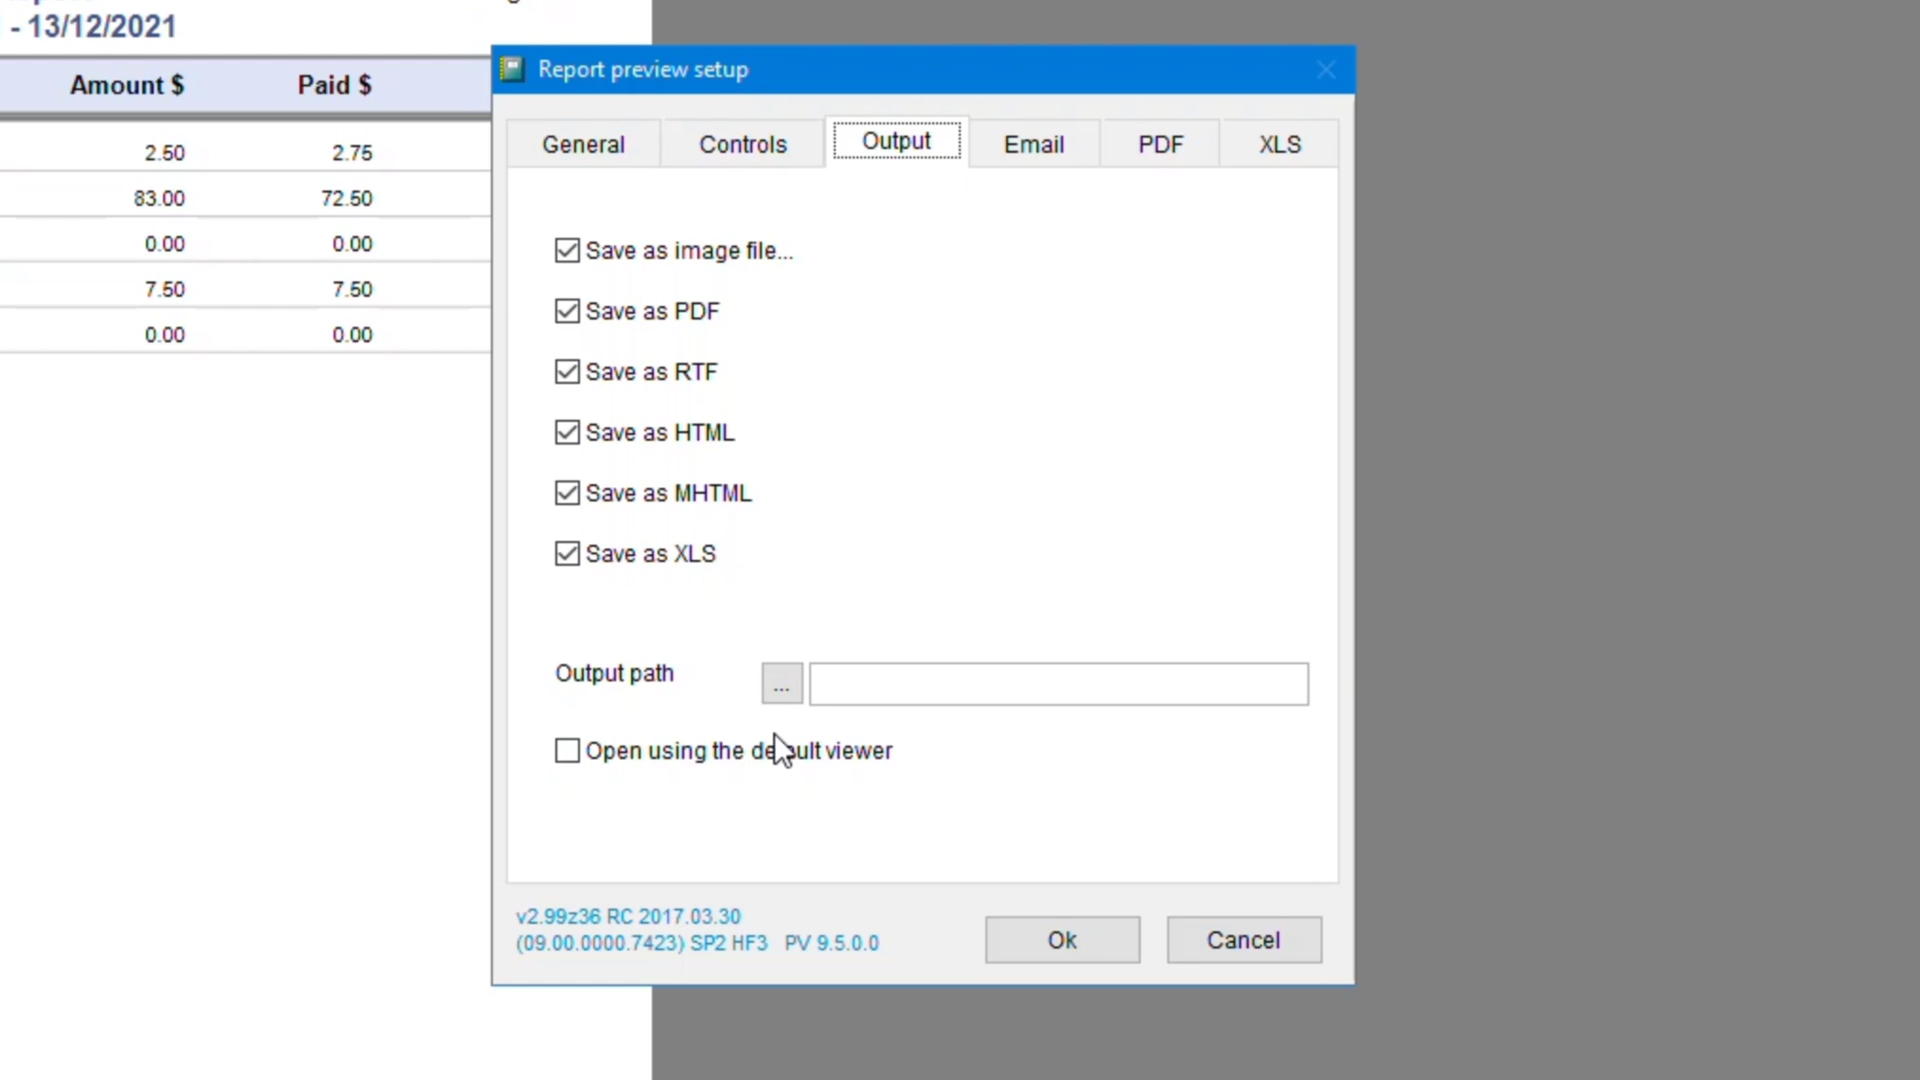 - 13/12/2021
Amount $ Paid $
2.50 2.75
83.00 72.50
0.00 0.00
7.50 7.50
0.00 0.00
Report preview setup
General Controls Output Email PDF XLS
Save as image file...
Save as PDF
Save as RTF
Save as HTML
Save as MHTML
Save as XLS
Output path ...
Open using the default viewer
v2.99z36 RC 2017.03.30
(09.00.0000.7423) SP2 HF3 PV 9.5.0.0
Ok Cancel